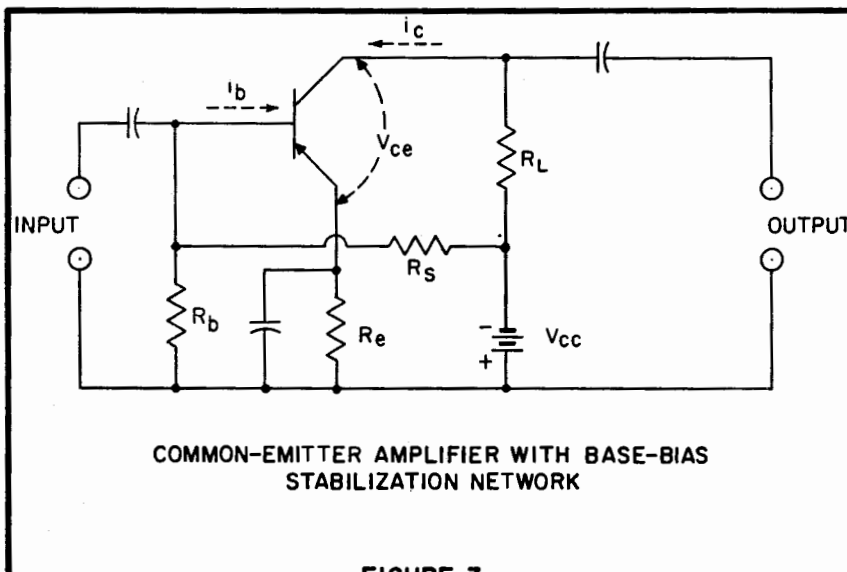 ic
ib
Vce
RL
INPUT
OUTPUT
RS
Rb
Re
-
+
Vcc
COMMON-EMITTER AMPLIFIER WITH BASE-BIAS
STABILIZATION NETWORK